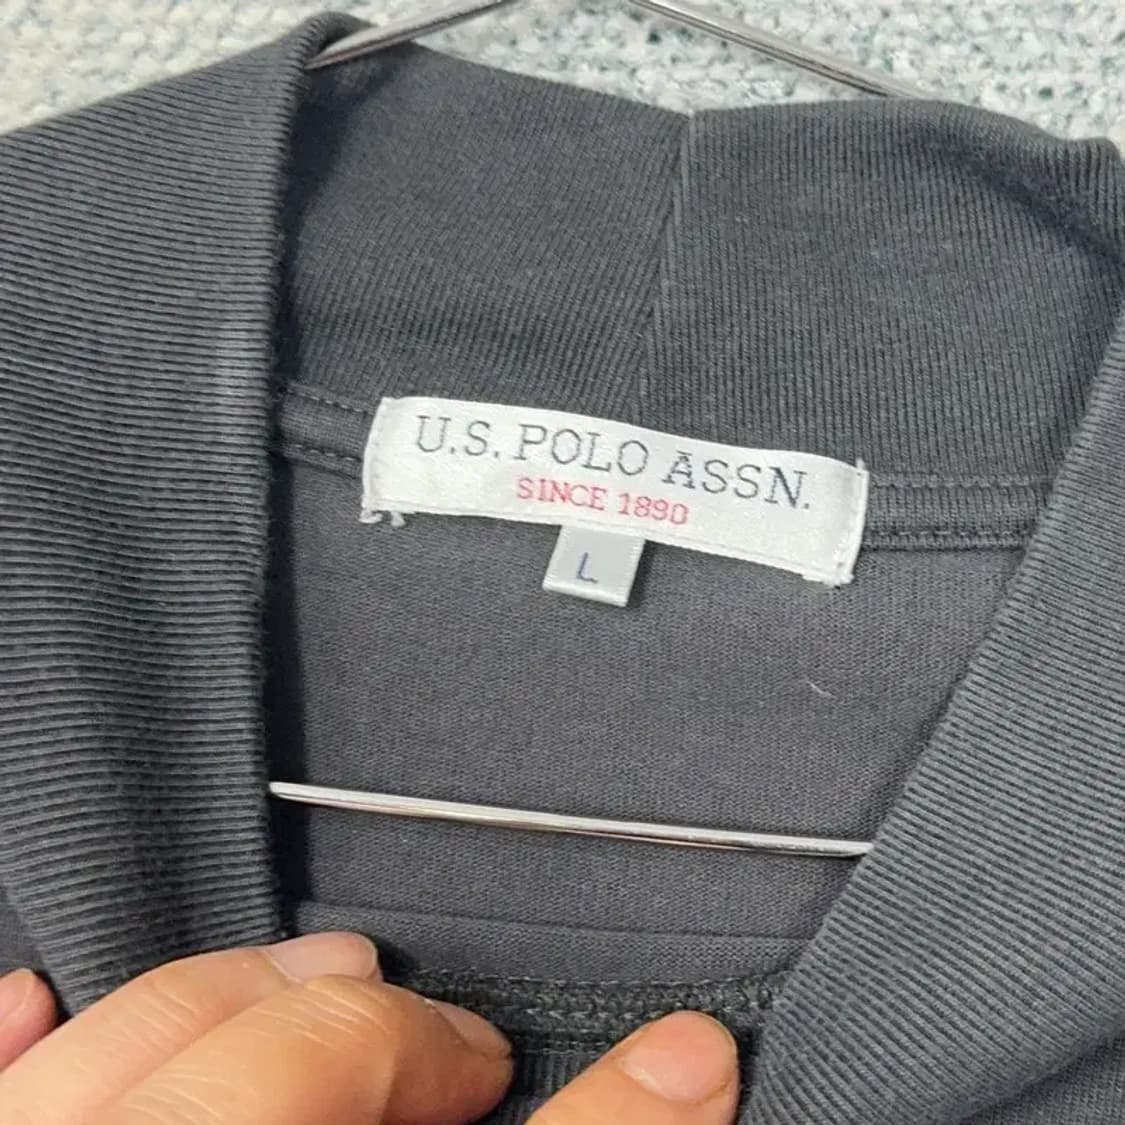 U.S. POLO ASSN.
SINCE 1890
L